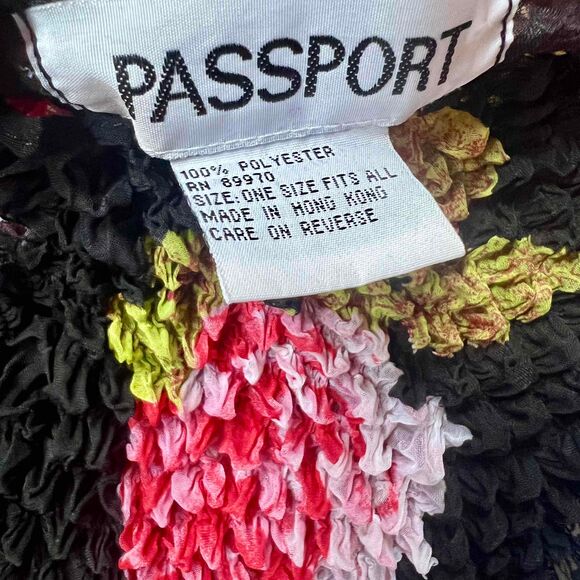 PASSPORT
100% POLYESTER
RN 89970
SIZE: ONE SIZE FITS ALL
MADE IN HONG KONG
CARE ON REVERSE